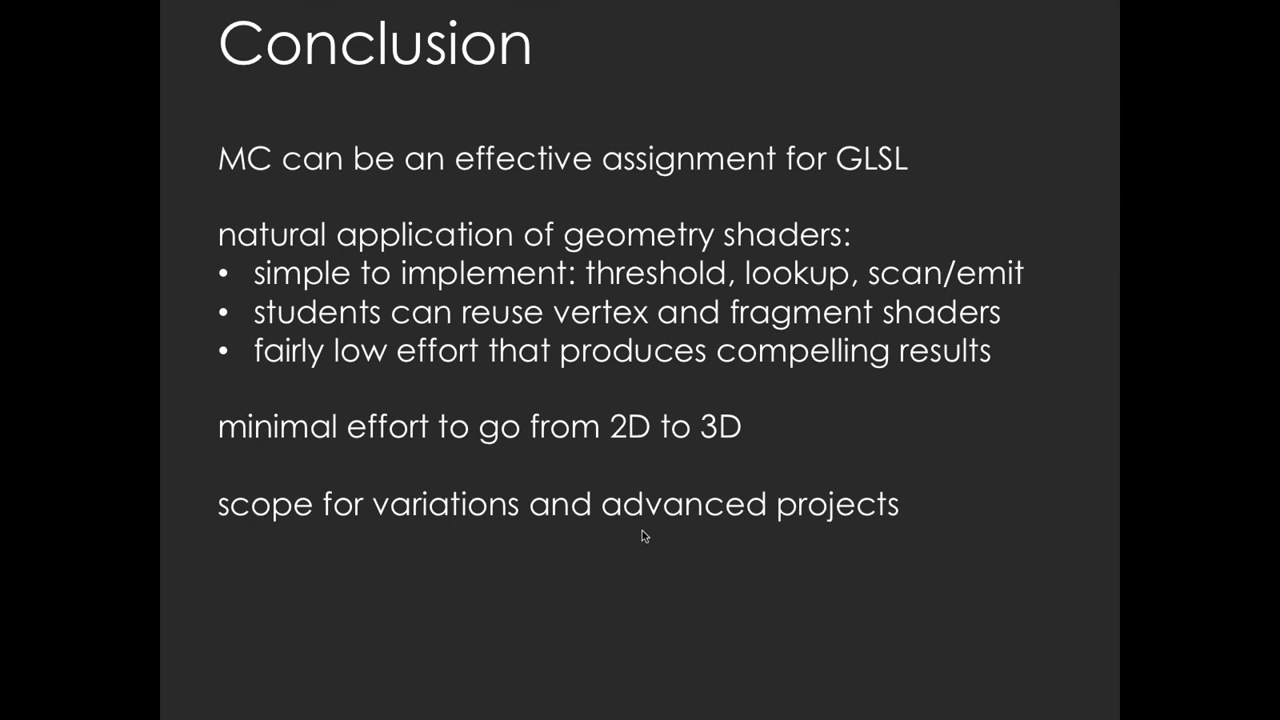 Conclusion
MC can be an effective assignment for GLSL
natural application of geometry shaders:
• simple to implement: threshold, lookup, scan/emit
• students can reuse vertex and fragment shaders
• fairly low effort that produces compelling results
minimal effort to go from 2D to 3D
scope for variations and advanced projects